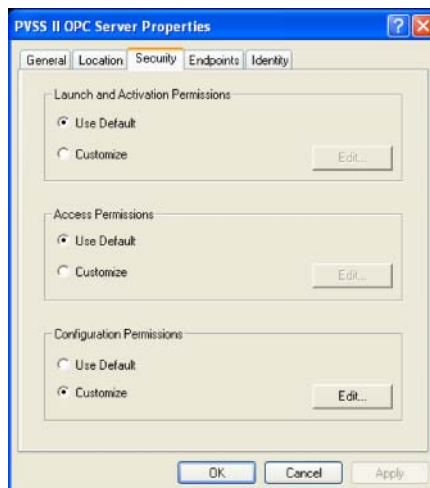 PVSS II OPC Server Properties
General Location Security Endpoints Identity
Launch and Activation Permissions
Use Default
Customize Edit...
Access Permissions
Use Default
Customize Edit...
Configuration Permissions
Use Default
Customize Edit...
OK Cancel Apply